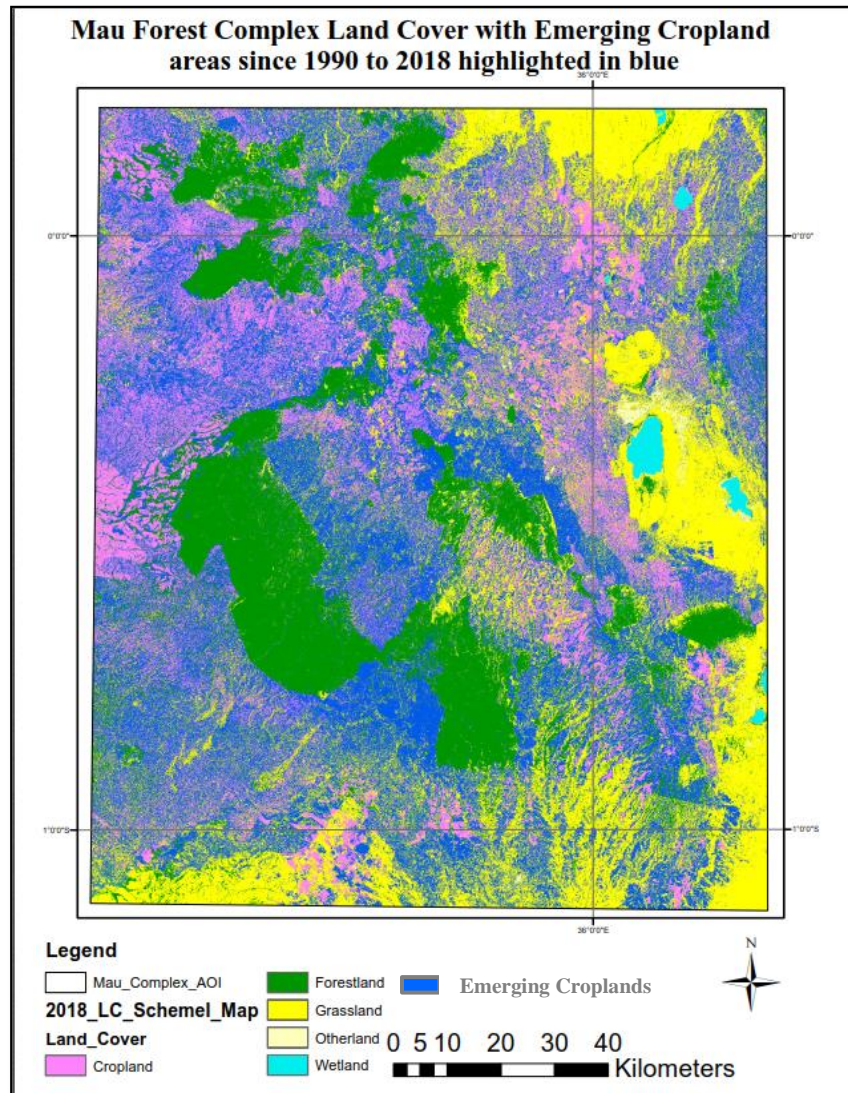 Mau Forest Complex Land Cover with Emerging Cropland
areas since 1990 to 2018 highlighted in blue
36°0'0"E
0°0'0" 0°0'0"
1°0'0"S 1°0'0"S
36°0'0"E
Legend
Mau_Complex_AOI
2018_LC_SchemeI_Map
Land_Cover
Cropland
Forestland
Grassland
Otherland
Wetland
Emerging Croplands
N
0 5 10 20 30 40
Kilometers